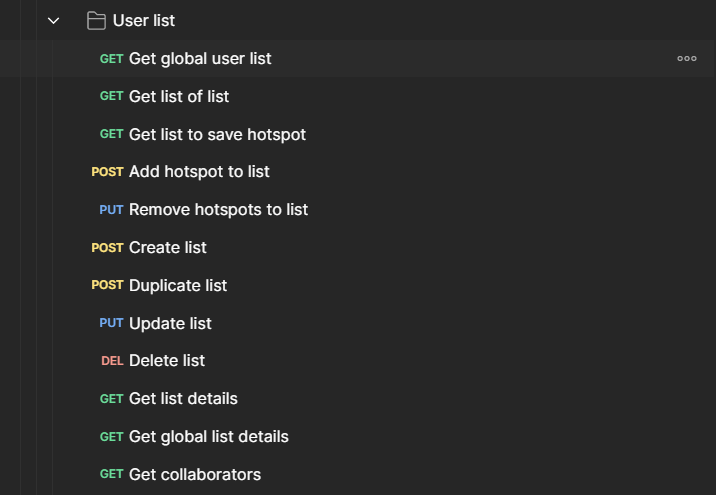 User list
GET Get global user list
GET Get list of list
GET Get list to save hotspot
POST Add hotspot to list
PUT Remove hotspots to list
POST Create list
POST Duplicate list
PUT Update list
DEL Delete list
GET Get list details
GET Get global list details
GET Get collaborators